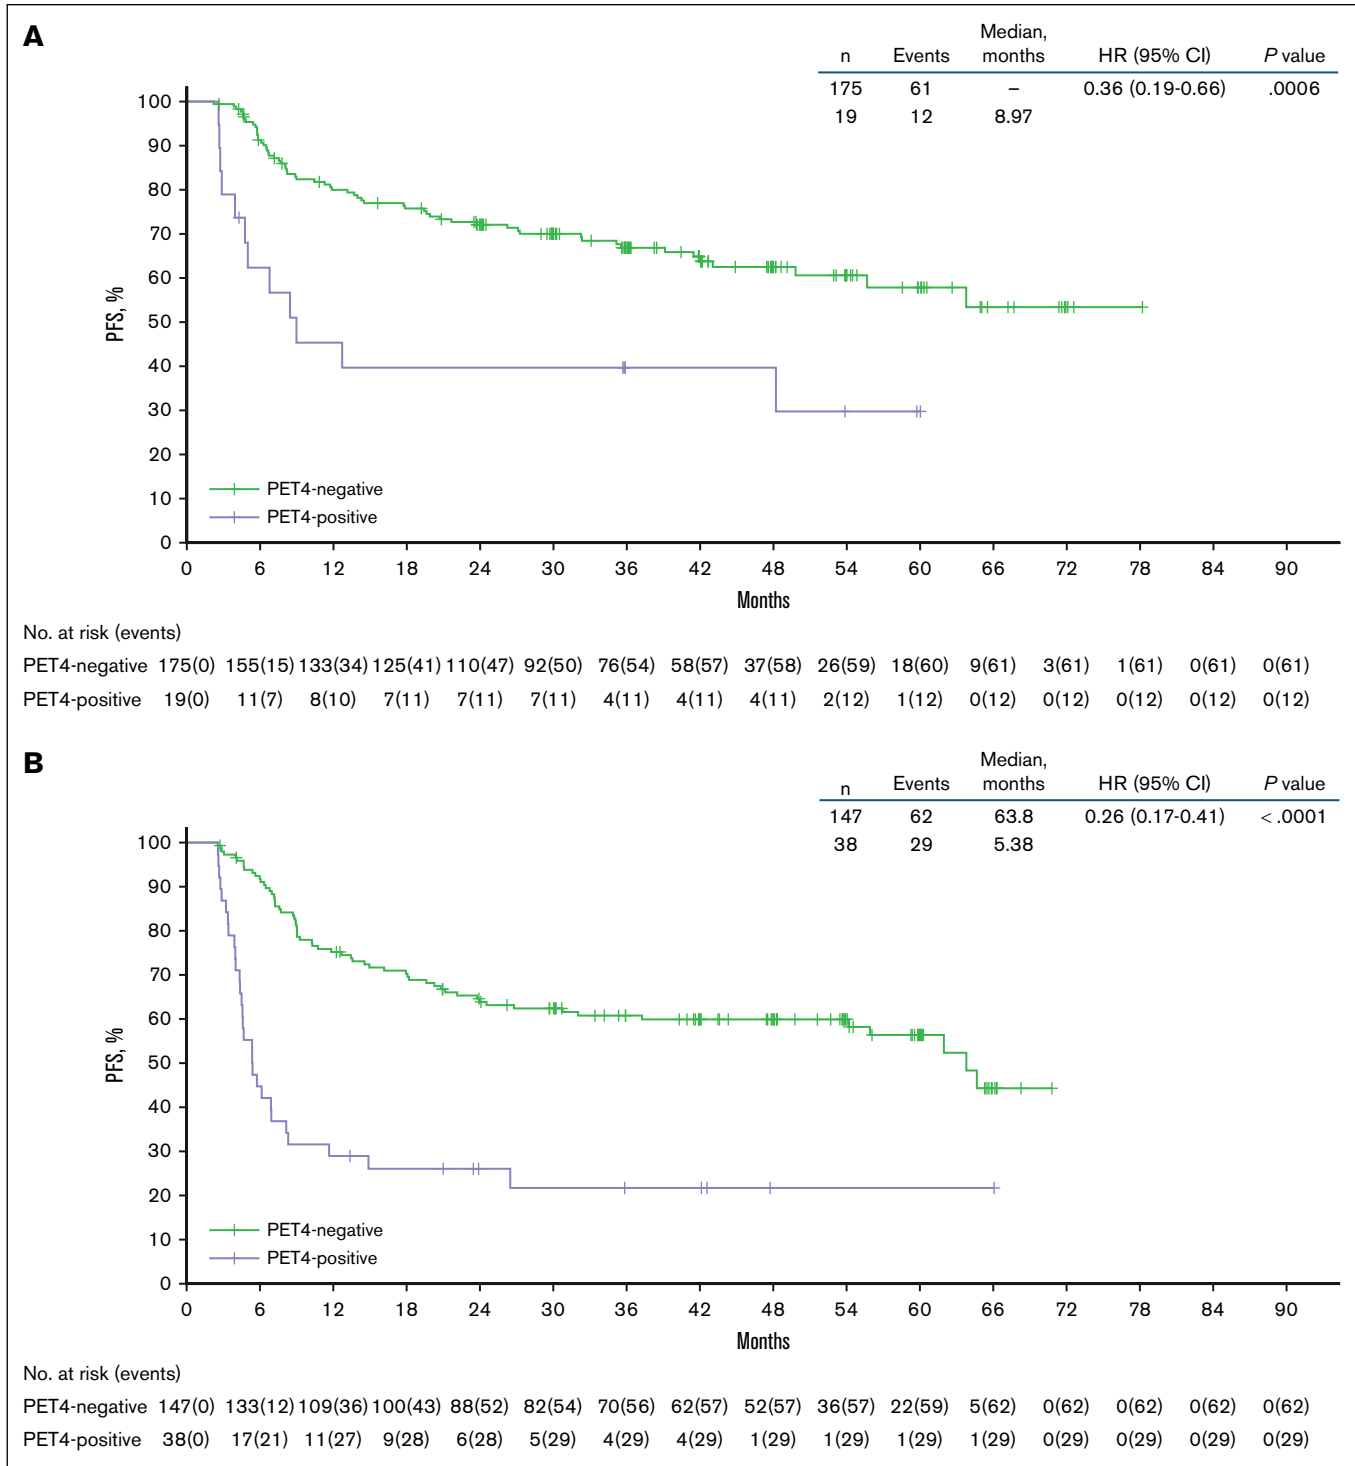 A
Median,
n Events months HR (95% CI) P value
175 61 – 0.36 (0.19-0.66) .0006
19 12 8.97
100
90
80
70
60
50
40
30
20
10
0
PFS, %
PET4-negative
PET4-positive
0 6 12 18 24 30 36 42 48 54 60 66 72 78 84 90
Months
No. at risk (events)
PET4-negative 175(0) 155(15) 133(34) 125(41) 110(47) 92(50) 76(54) 58(57) 37(58) 26(59) 18(60) 9(61) 3(61) 1(61) 0(61) 0(61)
PET4-positive 19(0) 11(7) 8(10) 7(11) 7(11) 7(11) 4(11) 4(11) 4(11) 2(12) 1(12) 0(12) 0(12) 0(12) 0(12) 0(12)
B
Median,
n Events months HR (95% CI) P value
147 62 63.8 0.26 (0.17-0.41) < .0001
38 29 5.38
100
90
80
70
60
50
40
30
20
10
0
PFS, %
PET4-negative
PET4-positive
0 6 12 18 24 30 36 42 48 54 60 66 72 78 84 90
Months
No. at risk (events)
PET4-negative 147(0) 133(12) 109(36) 100(43) 88(52) 82(54) 70(56) 62(57) 52(57) 36(57) 22(59) 5(62) 0(62) 0(62) 0(62) 0(62)
PET4-positive 38(0) 17(21) 11(27) 9(28) 6(28) 5(29) 4(29) 4(29) 1(29) 1(29) 1(29) 1(29) 0(29) 0(29) 0(29) 0(29)